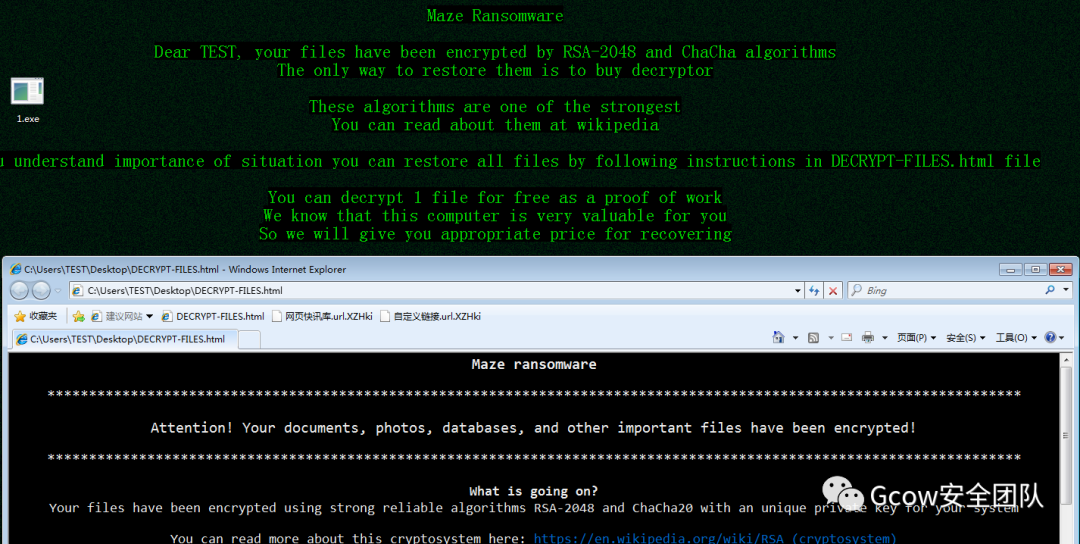 Maze Ransomware
Dear TEST, your files have been encrypted by RSA-2048 and ChaCha algorithms
The only way to restore them is to buy decryptor
These algorithms are one of the strongest
You can read about them at wikipedia
u understand importance of situation you can restore all files by following instructions in DECRYPT-FILES.html file
You can decrypt 1 file for free as a proof of work
We know that this computer is very valuable for you
So we will give you appropriate price for recovering
1.exe
C:\Users\TEST\Desktop\DECRYPT-FILES.html - Windows Internet Explorer
C:\Users\TEST\Desktop\DECRYPT-FILES.html
Bing
收藏夹 建议网站 DECRYPT-FILES.html 网页快讯库.url.XZHki 自定义链接.url.XZHki
C:\Users\TEST\Desktop\DECRYPT-FILES.html
页面(P) 安全(S) 工具(O)
Maze ransomware
*********************************************************************************************************************
Attention! Your documents, photos, databases, and other important files have been encrypted!
*********************************************************************************************************************
What is going on?
Your files have been encrypted using strong reliable algorithms RSA-2048 and ChaCha20 with an unique private key for your system
Gcow安全团队
You can read more about this cryptosystem here: https://en.wikipedia.org/wiki/RSA_(cryptosystem)